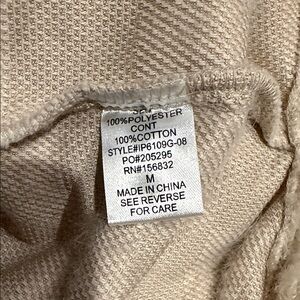 100%POLYESTER
CONT
100%COTTON
STYLE#IP6109G-08
PO#205295
RN#156832
M
MADE IN CHINA
SEE REVERSE
FOR CARE